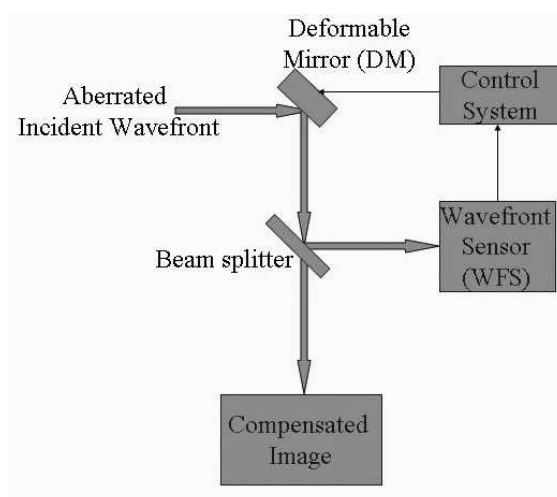 Deformable
Mirror (DM)
Aberrated
Incident Wavefront
Control
System
Wavefront
Sensor
(WFS)
Beam splitter
Compensated
Image